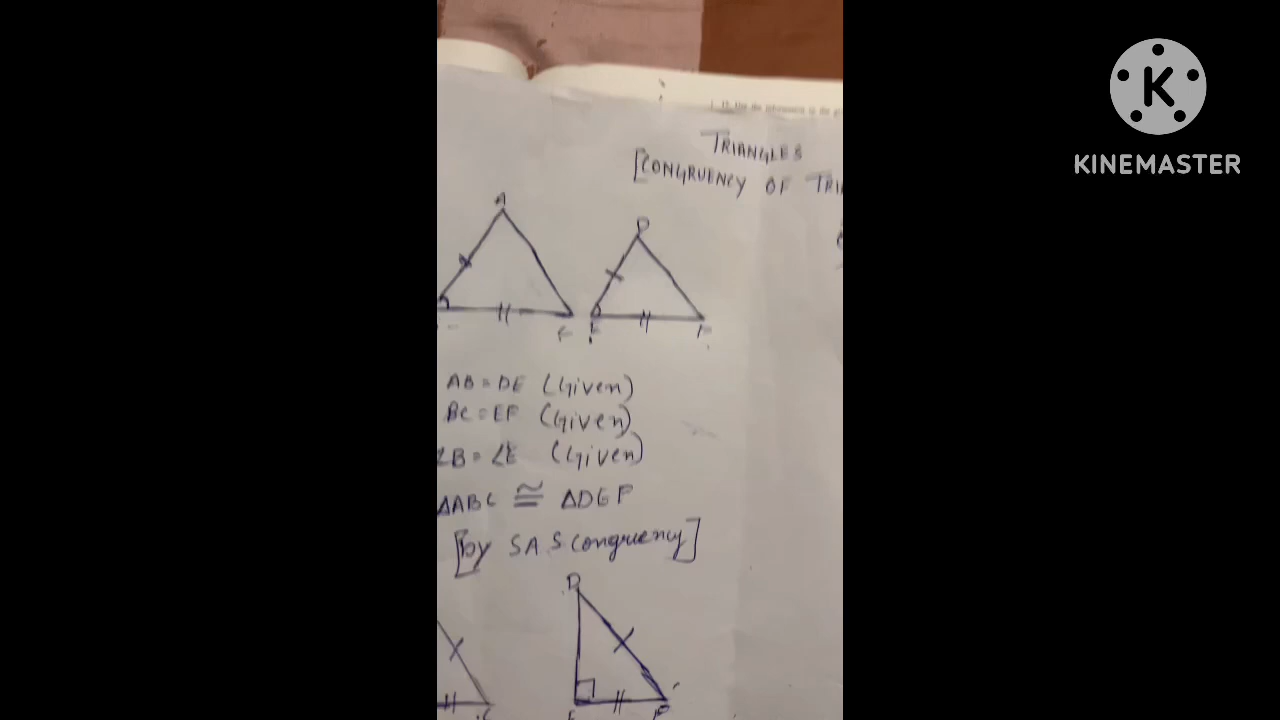 TRIANGLES
[CONGRUENCY OF TRI
A
D
E
F
AB = DE (Given)
BC = EF (Given)
∠B = ∠E (Given)
ΔABC ≅ ΔDEF
[by SAS congruency]
D
KINEMASTER